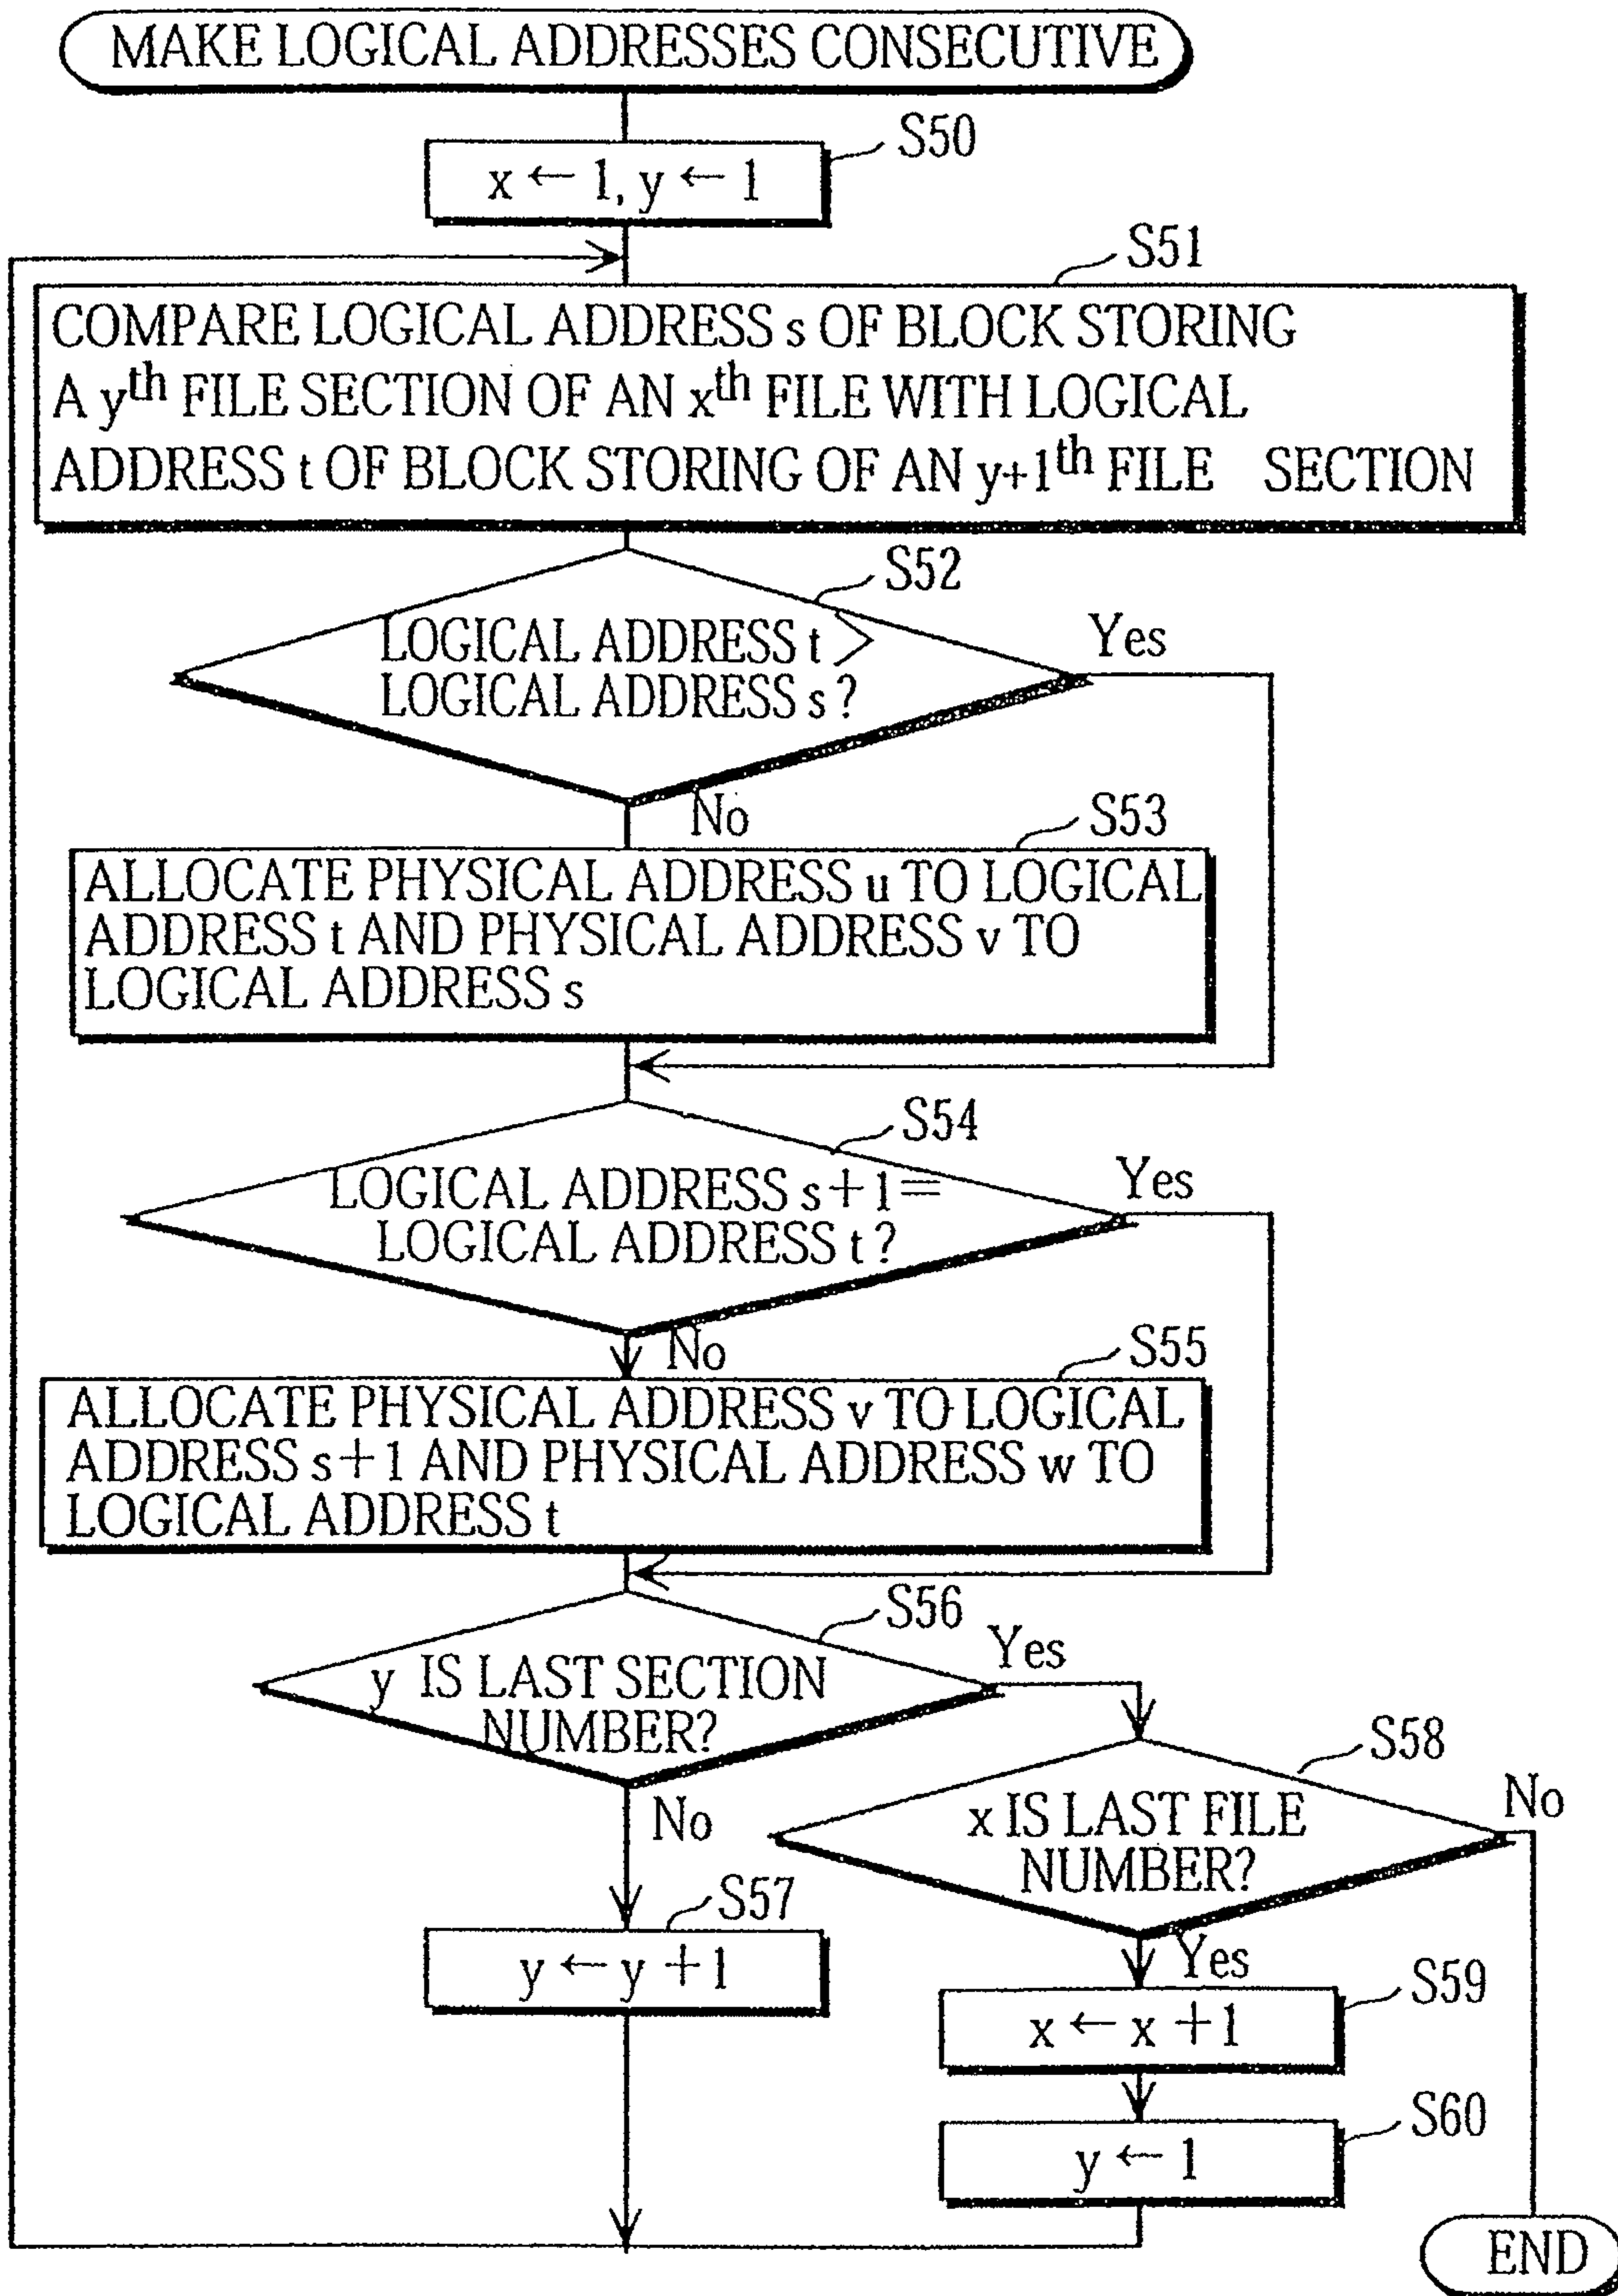 MAKE LOGICAL ADDRESSES CONSECUTIVE
S50
x ← 1, y ← 1
S51
COMPARE LOGICAL ADDRESS s OF BLOCK STORING
A yth FILE SECTION OF AN xth FILE WITH LOGICAL
ADDRESS t OF BLOCK STORING OF AN y+1th FILE SECTION
S52
LOGICAL ADDRESS t >
LOGICAL ADDRESS s?
Yes
No
S53
ALLOCATE PHYSICAL ADDRESS u TO LOGICAL
ADDRESS t AND PHYSICAL ADDRESS v TO
LOGICAL ADDRESS s
S54
LOGICAL ADDRESS s+1=
LOGICAL ADDRESS t?
Yes
No
S55
ALLOCATE PHYSICAL ADDRESS v TO LOGICAL
ADDRESS s+1 AND PHYSICAL ADDRESS w TO
LOGICAL ADDRESS t
S56
y IS LAST SECTION
NUMBER?
Yes
No
S58
x IS LAST FILE
NUMBER?
No
Yes
S57
y ← y +1
S59
x ← x +1
S60
y ← 1
END